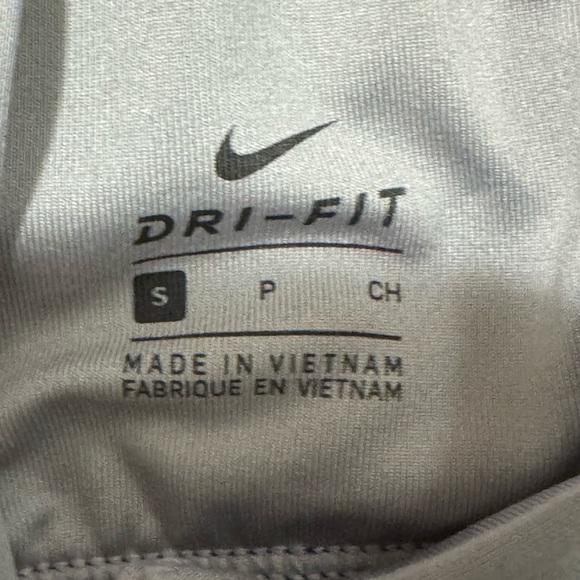 DRI-FIT
S P CH
MADE IN VIETNAM
FABRIQUE EN VIETNAM